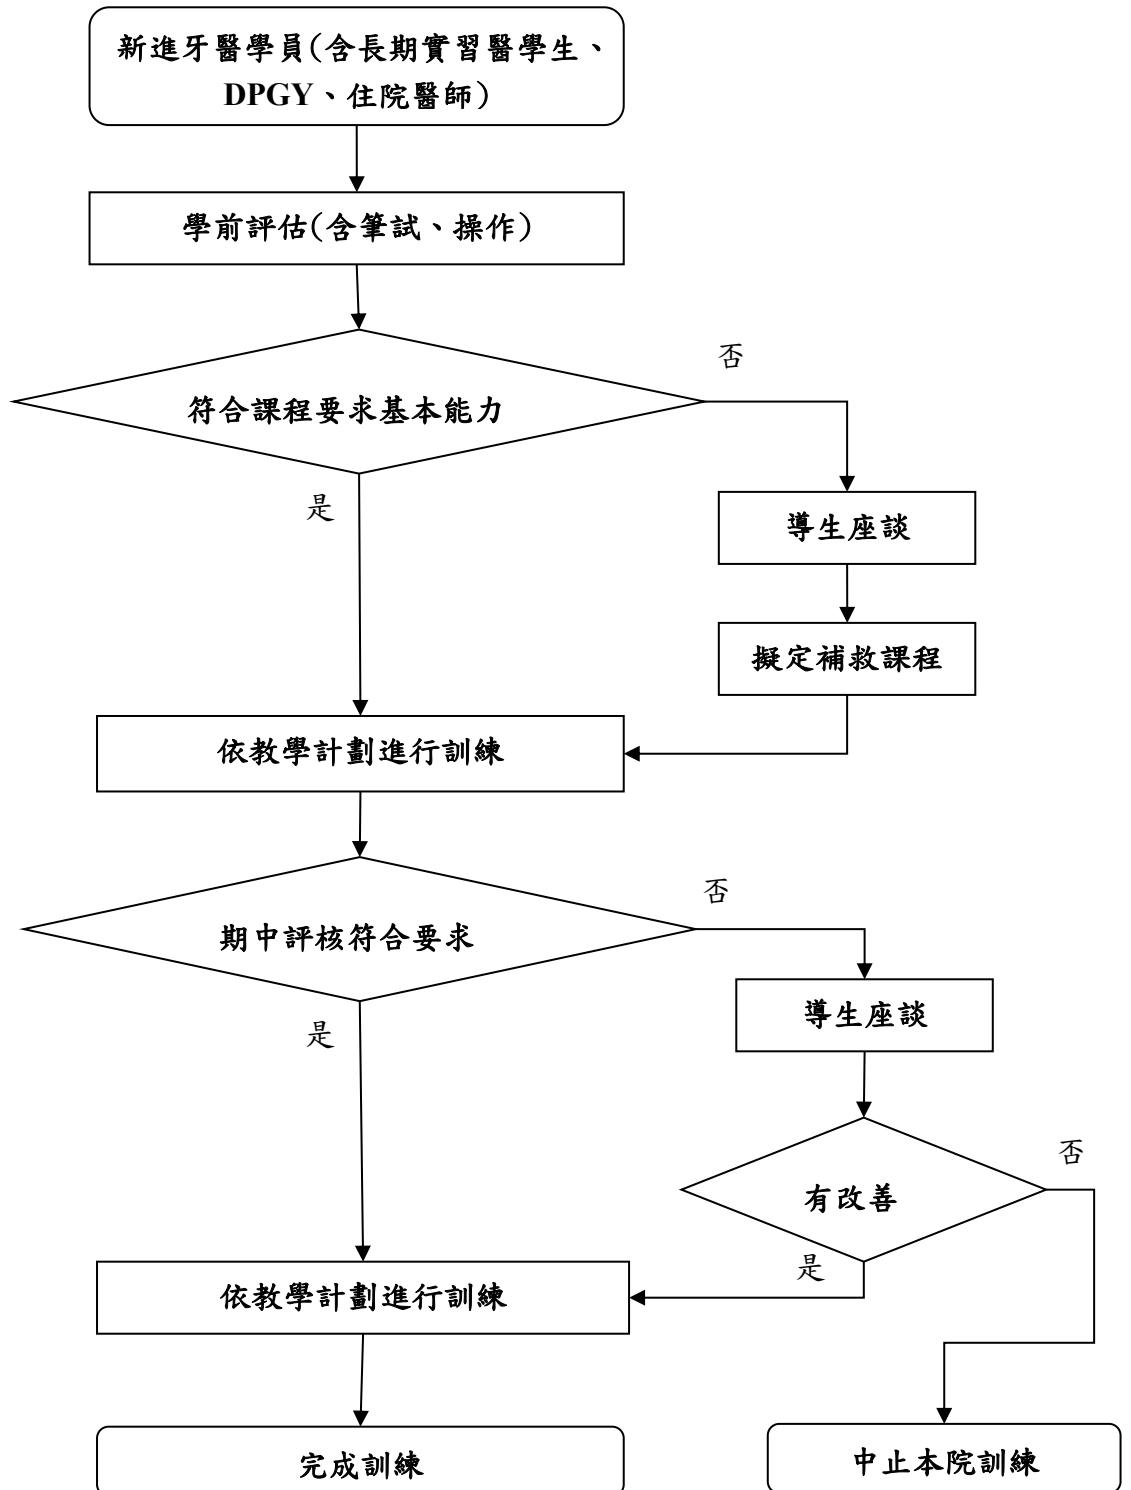 新進牙醫學員(含長期實習醫學生、
DPGY、住院醫師)
學前評估(含筆試、操作)
否
符合課程要求基本能力
是
導生座談
擬定補救課程
依教學計劃進行訓練
否
期中評核符合要求
是
導生座談
否
有改善
是
依教學計劃進行訓練
完成訓練
中止本院訓練